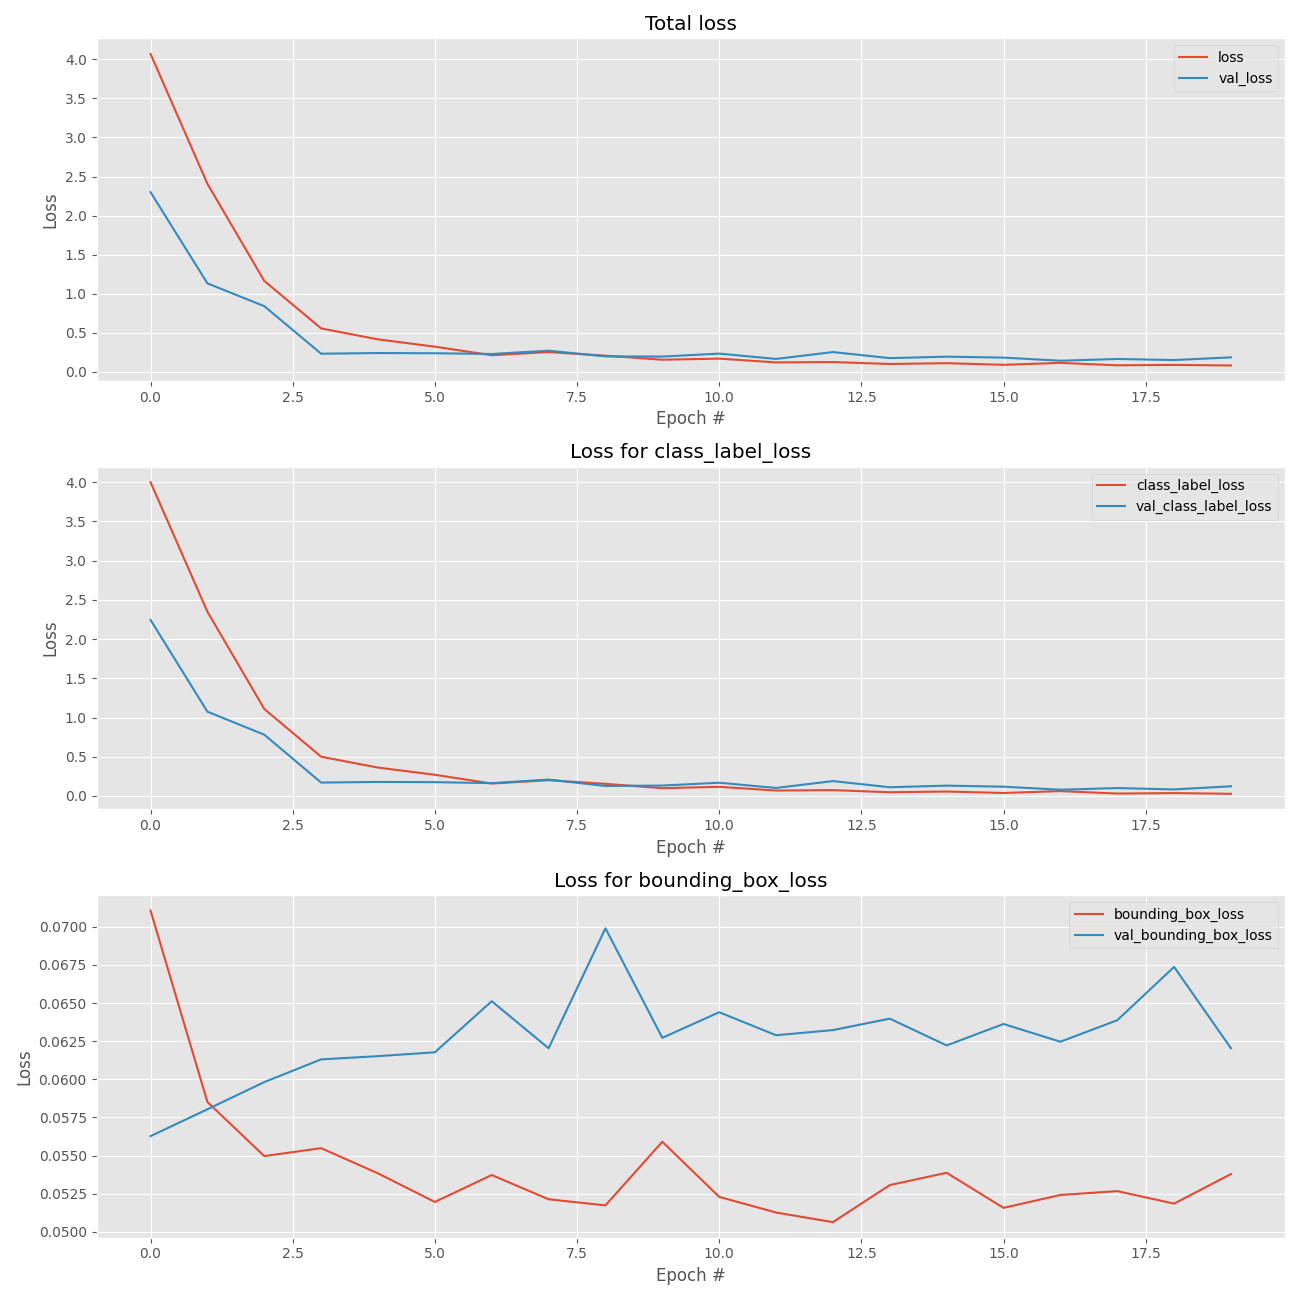 Total loss
loss
val_loss
4.0
3.5
3.0
2.5
2.0
1.5
1.0
0.5
0.0
Loss
0.0 2.5 5.0 7.5 10.0 12.5 15.0 17.5
Epoch #
Loss for class_label_loss
class_label_loss
val_class_label_loss
4.0
3.5
3.0
2.5
2.0
1.5
1.0
0.5
0.0
Loss
0.0 2.5 5.0 7.5 10.0 12.5 15.0 17.5
Epoch #
Loss for bounding_box_loss
bounding_box_loss
val_bounding_box_loss
0.0700
0.0675
0.0650
0.0625
0.0600
0.0575
0.0550
0.0525
0.0500
Loss
0.0 2.5 5.0 7.5 10.0 12.5 15.0 17.5
Epoch #